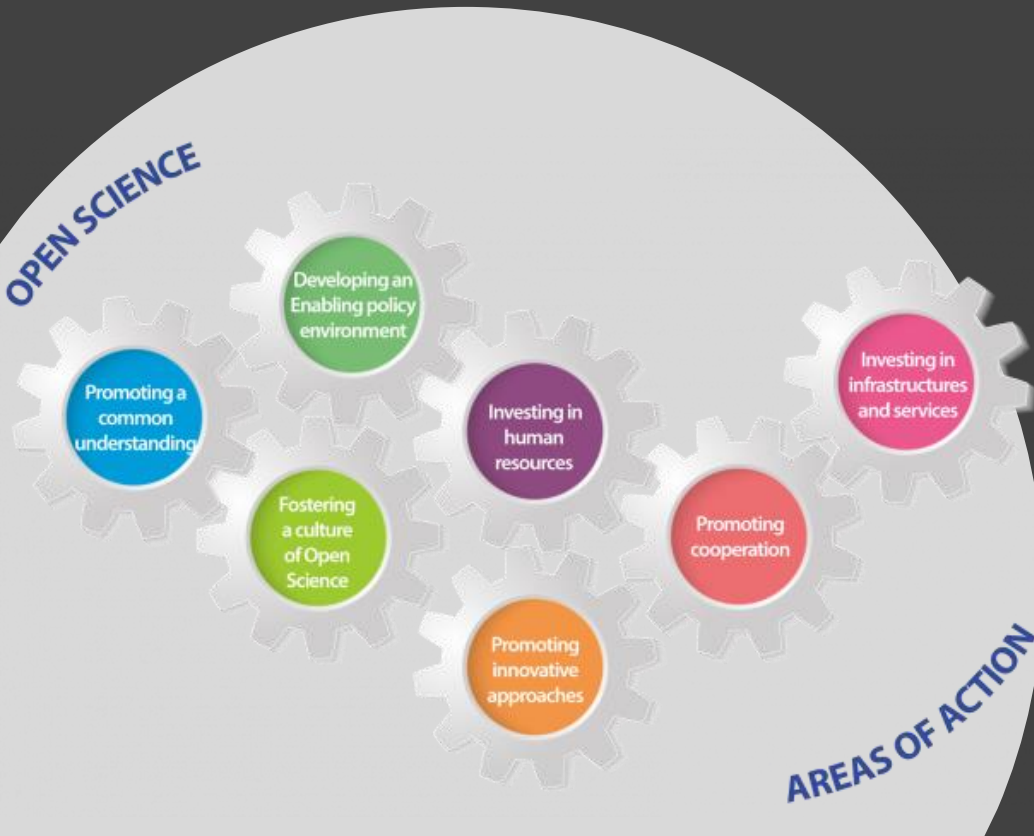 OPEN SCIENCE
Developing an
Enabling policy
environment
Promoting a
common
understanding
Investing in
human
resources
Investing in
infrastructures
and services
Fostering
a culture
of Open
Science
Promoting
cooperation
Promoting
innovative
approaches
AREAS OF ACTION